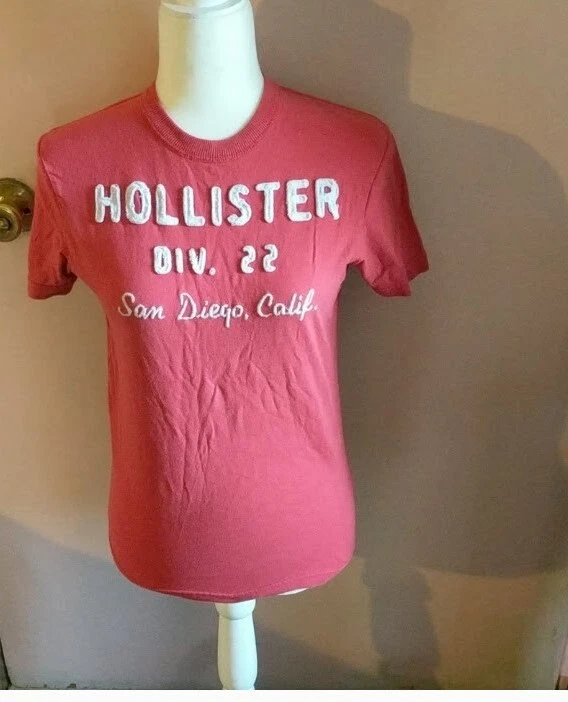 HOLLISTER
DIV. 22
San Diego, Calif.